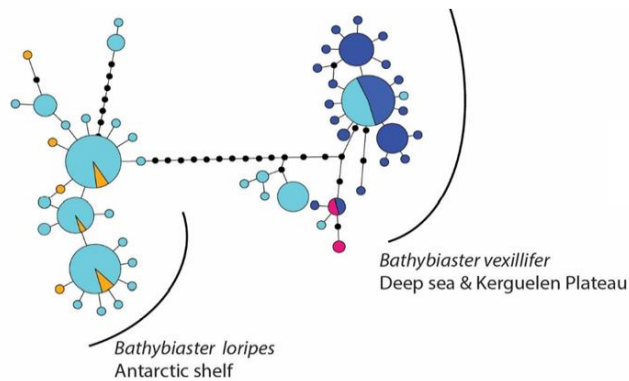 Bathybiaster vexillifer
Deep sea & Kerguelen Plateau
Bathybiaster loripes
Antarctic shelf